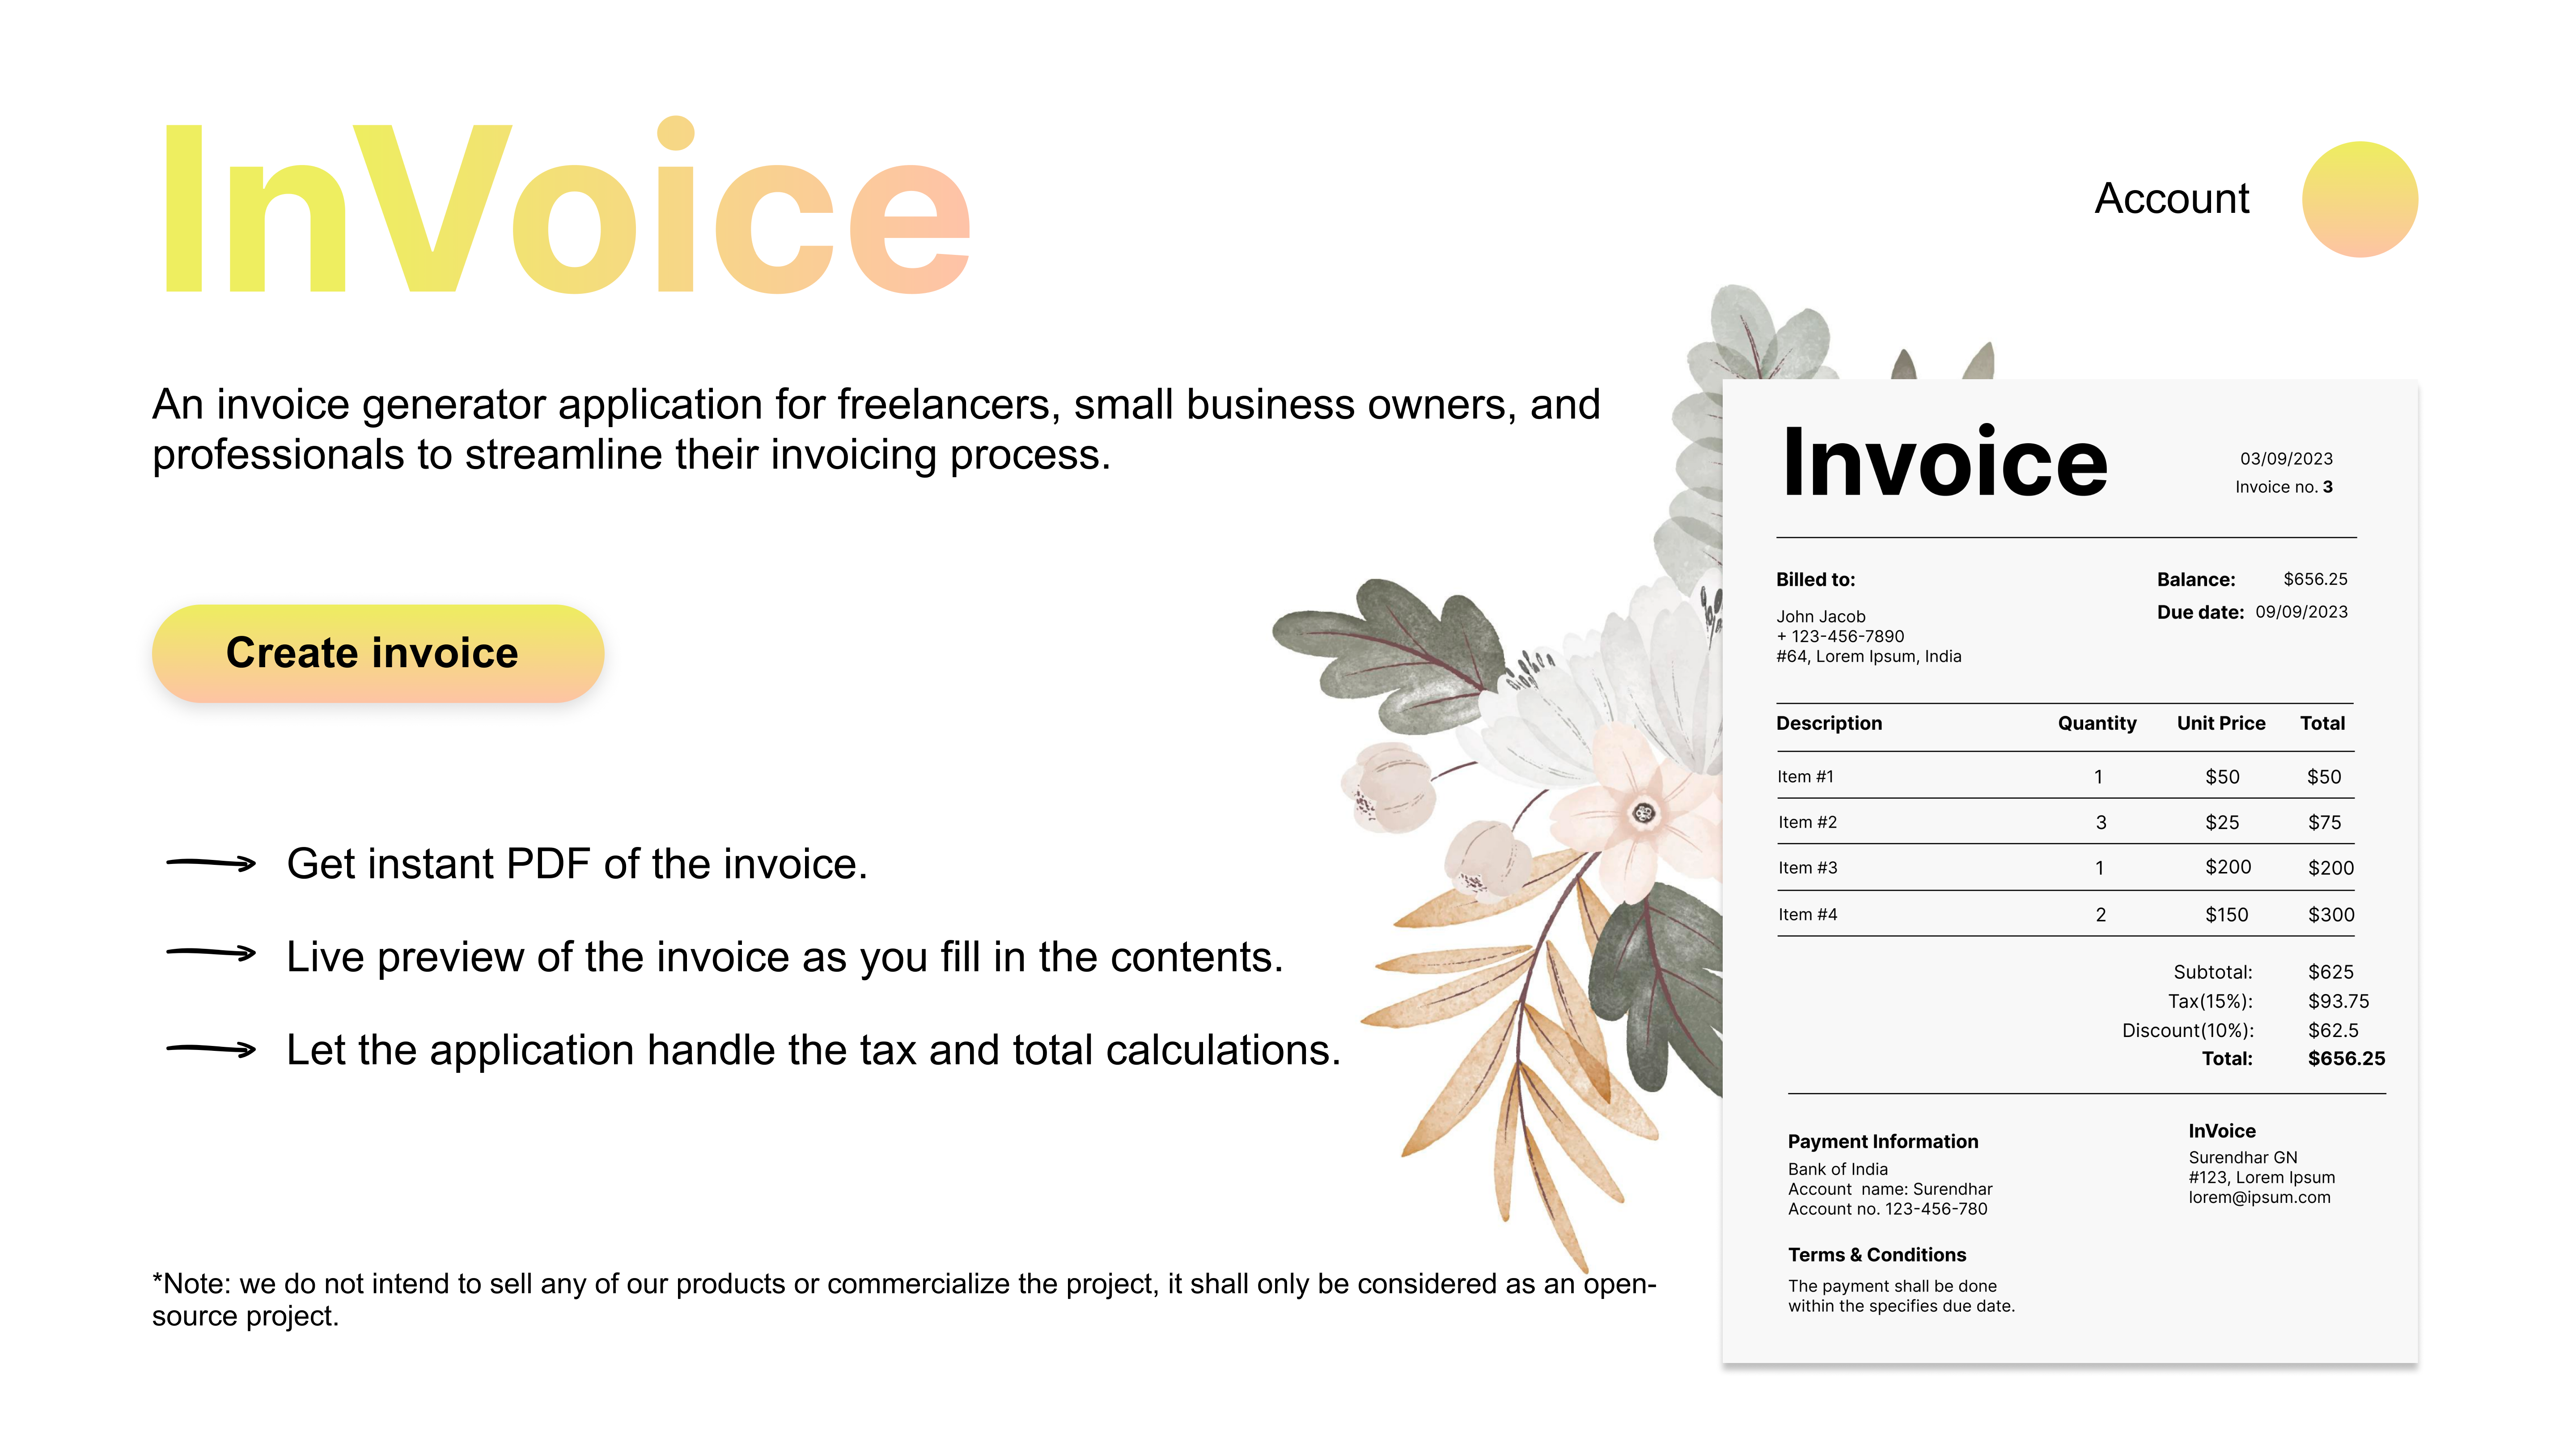 InVoice
Account
An invoice generator application for freelancers, small business owners, and
professionals to streamline their invoicing process.
Create invoice
Get instant PDF of the invoice.
Live preview of the invoice as you fill in the contents.
Let the application handle the tax and total calculations.
*Note: we do not intend to sell any of our products or commercialize the project, it shall only be considered as an open-
source project.
Invoice
03/09/2023
Invoice no. 3
Billed to:
John Jacob
+ 123-456-7890
#64, Lorem Ipsum, India
Balance: $656.25
Due date: 09/09/2023
Description Quantity Unit Price Total
Item #1 1 $50 $50
Item #2 3 $25 $75
Item #3 1 $200 $200
Item #4 2 $150 $300
Subtotal: $625
Tax(15%): $93.75
Discount(10%): $62.5
Total: $656.25
Payment Information
Bank of India
Account  name: Surendhar
Account no. 123-456-780
InVoice
Surendhar GN
#123, Lorem Ipsum
lorem@ipsum.com
Terms & Conditions
The payment shall be done
within the specifies due date.